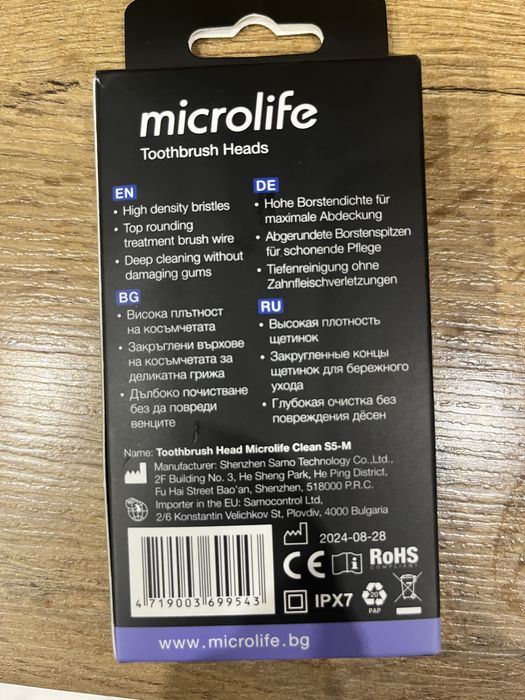 microlife
Toothbrush Heads
EN
• High density bristles
• Top rounding
treatment brush wire
• Deep cleaning without
damaging gums
DE
• Hohe Borstendichte für
maximale Abdeckung
• Abgerundete Borstenspitzen
für schonende Pflege
• Tiefenreinigung ohne
Zahnfleischverletzungen
BG
• Висока плътност
на косъмчетата
• Закръглени върхове
на косъмчетата за
деликатна грижа
• Дълбоко почистване
без да повреди
венците
RU
• Высокая плотность
щетинок
• Закругленные концы
щетинок для бережного
ухода
• Глубокая очистка без
повреждения дёсен
Name: Toothbrush Head Microlife Clean S5-M
Manufacturer: Shenzhen Samo Technology Co.,Ltd.,
2F Building No. 3, He Sheng Park, He Ping District,
Fu Hai Street Bao'an, Shenzhen, 518000 P.R.C.
Importer in the EU: Samocontrol Ltd,
2/6 Konstantin Velichkov St, Plovdiv, 4000 Bulgaria
2024-08-28
CE RoHS
COMPLIANT
IPX7 20
PAP
4 719003 699543
www.microlife.bg